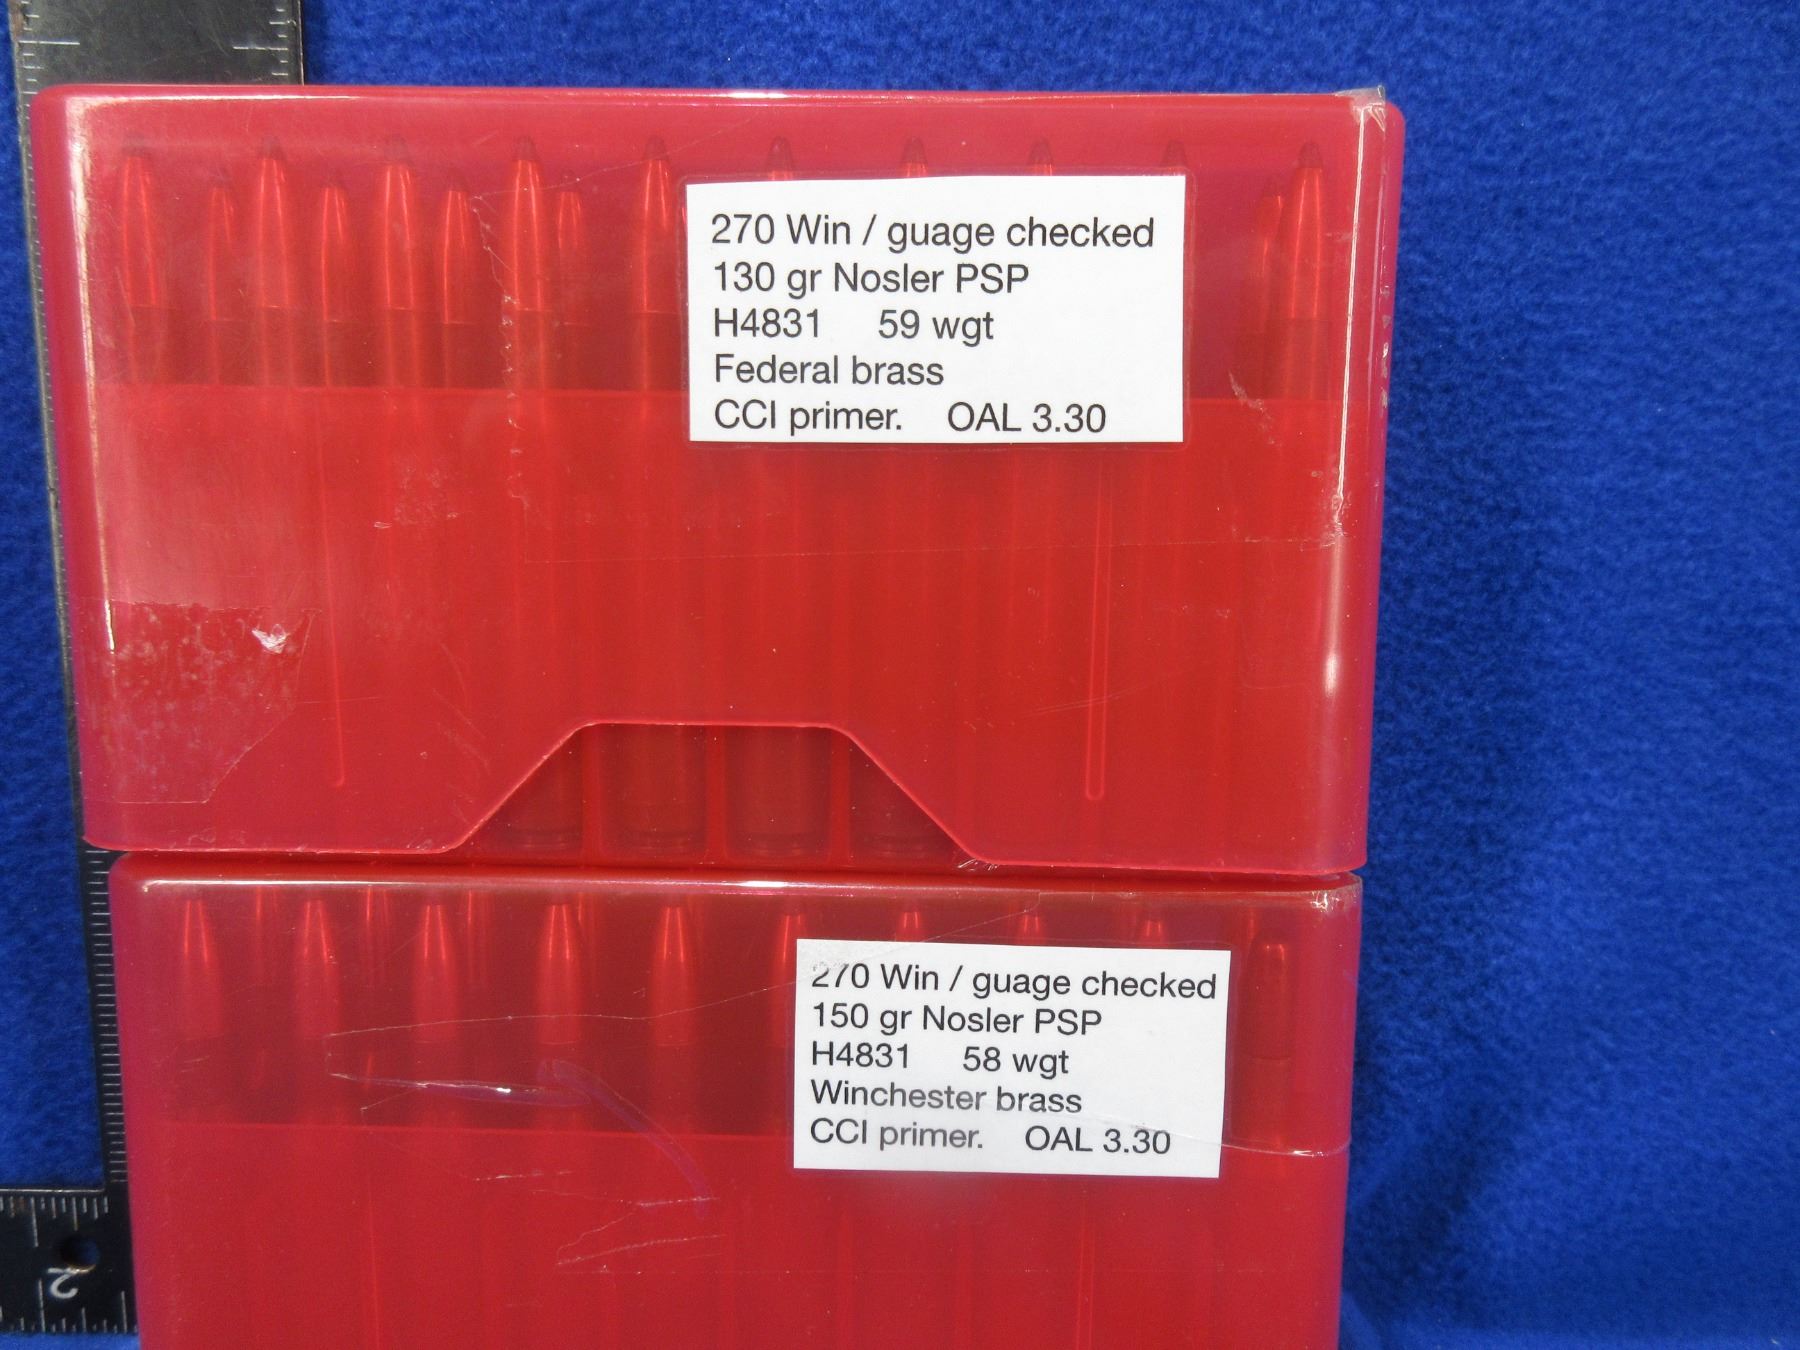 270 Win / guage checked
130 gr Nosler PSP
H4831 59 wgt
Federal brass
CCI primer. OAL 3.30
270 Win / guage checked
150 gr Nosler PSP
H4831 58 wgt
Winchester brass
CCI primer. OAL 3.30
2